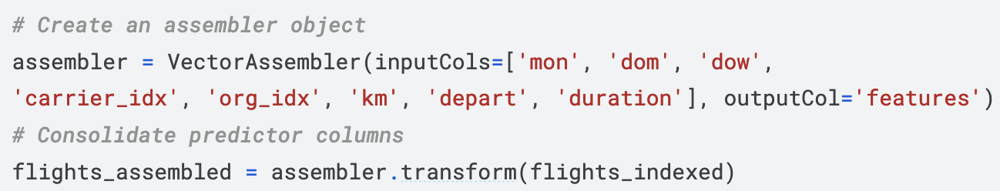 # Create an assembler object
assembler = VectorAssembler(inputCols=['mon', 'dom', 'dow',
'carrier_idx', 'org_idx', 'km', 'depart', 'duration'], outputCol='features')
# Consolidate predictor columns
flights_assembled = assembler.transform(flights_indexed)